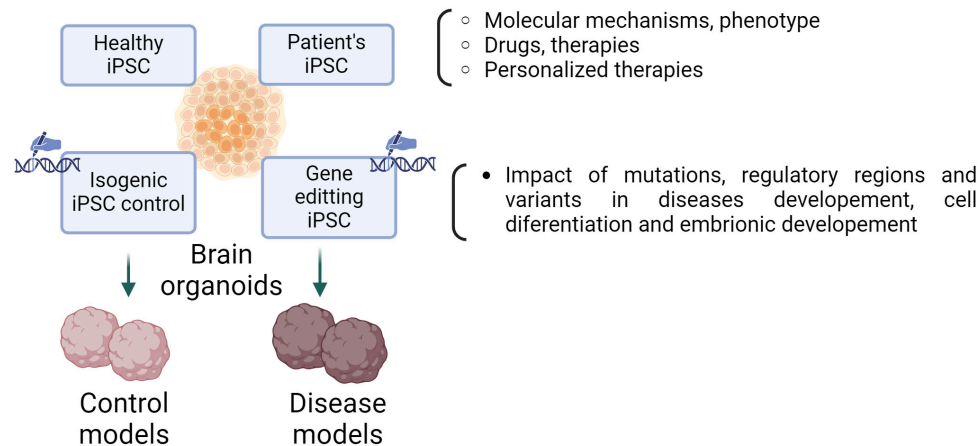 Healthy
iPSC
Patient's
iPSC
○ Molecular mechanisms, phenotype
○ Drugs, therapies
○ Personalized therapies
Isogenic
iPSC control
Gene
editting
iPSC
• Impact of mutations, regulatory regions and
variants in diseases developement, cell
diferentiation and embrionic developement
Brain
organoids
Control
models
Disease
models